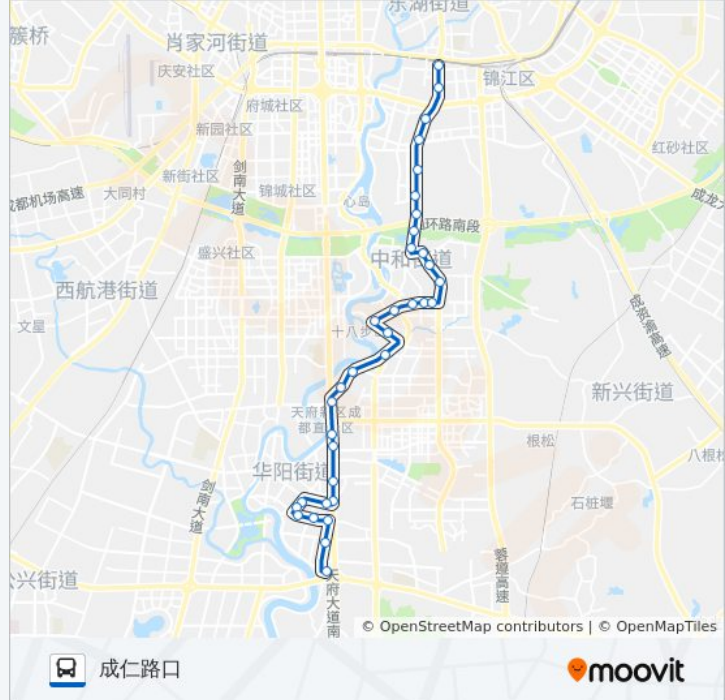 东湖街道
簇桥
肖家河街道
庆安社区
锦江区
府城社区
新园社区
红砂社区
新街社区
剑南大道
锦城社区
成都机场高速
大同村
成龙大
心岛
环路南段
盛兴社区
中和街道
西航港街道
文星
十八步
成渝高速
新兴街道
天府新区成
都直
区
根松
八根松
华阳街道
剑南大道
石桩堰
蓉遵高速
公兴街道
天府大道南
© OpenStreetMap contributors | © OpenMapTiles
成仁路口
moovit